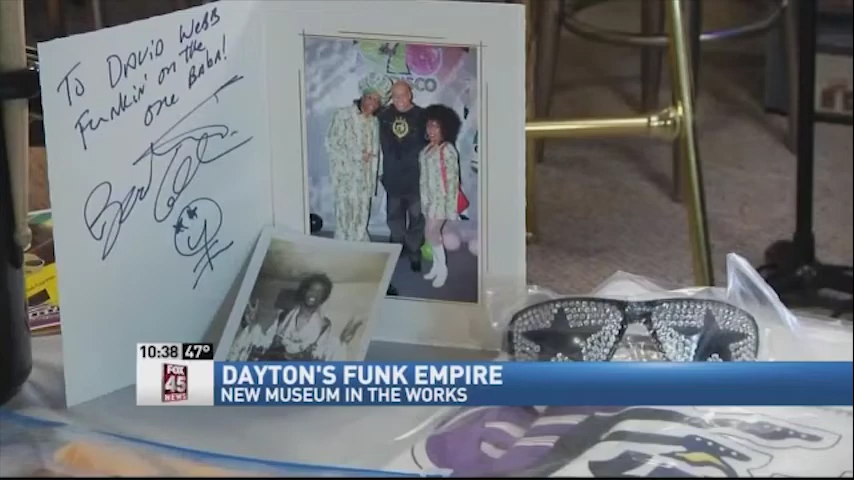 TO DAVID WEBB
FUNKIN' ON THE
ONE BABA!
SCO
10:38 47°
FOX
45
NEWS
DAYTON'S FUNK EMPIRE
NEW MUSEUM IN THE WORKS